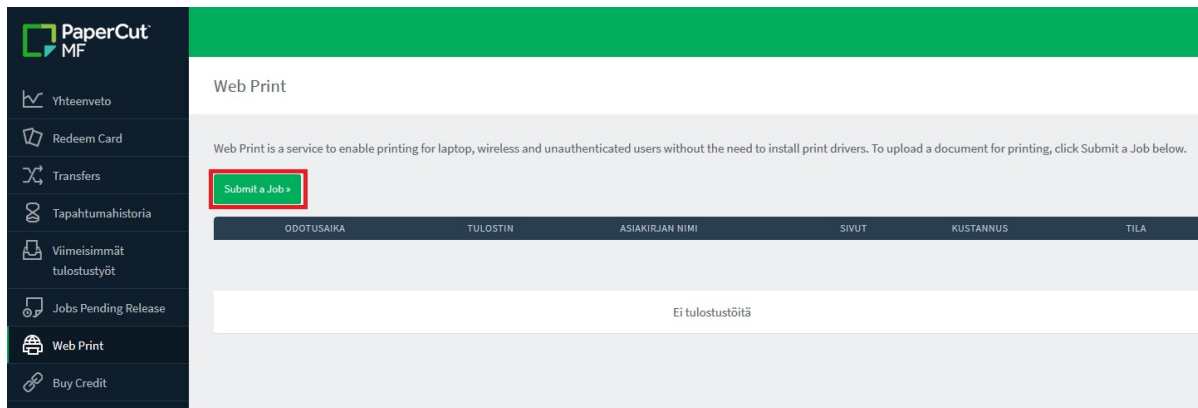 PaperCut
MF
Yhteenveto
Redeem Card
Transfers
Tapahtumahistoria
Viimeisimmät
tulostustyöt
Jobs Pending Release
Web Print
Buy Credit
Web Print
Web Print is a service to enable printing for laptop, wireless and unauthenticated users without the need to install print drivers. To upload a document for printing, click Submit a Job below.
Submit a Job »
ODOTUSAIKA TULOSTIN ASIAKIRJAN NIMI SIVUT KUSTANNUS TILA
Ei tulostustöitä